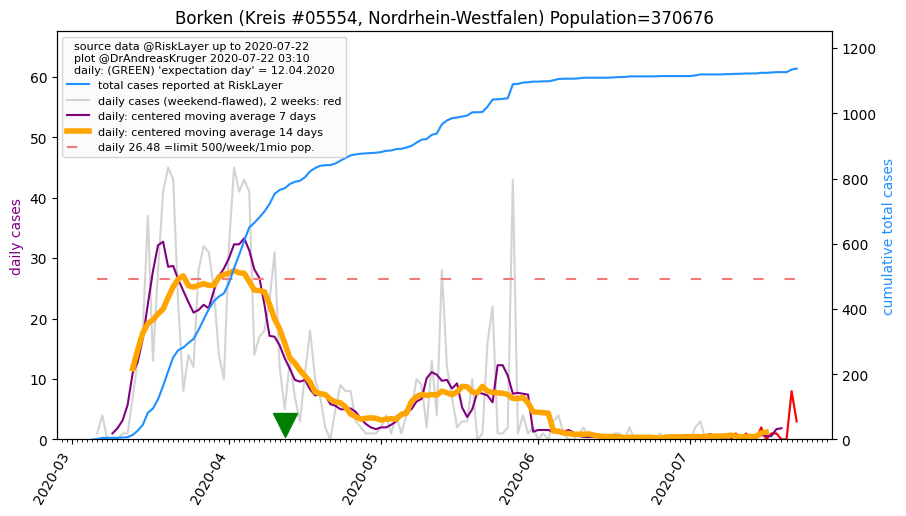 Borken (Kreis #05554, Nordrhein-Westfalen) Population=370676
source data @RiskLayer up to 2020-07-22
plot @DrAndreasKruger 2020-07-22 03:10
daily: (GREEN) 'expectation day' = 12.04.2020
total cases reported at RiskLayer
daily cases (weekend-flawed), 2 weeks: red
daily: centered moving average 7 days
daily: centered moving average 14 days
daily 26.48 =limit 500/week/1mio pop.
daily cases
60
50
40
30
20
10
0
cumulative total cases
1200
1000
800
600
400
200
0
2020-03
2020-04
2020-05
2020-06
2020-07